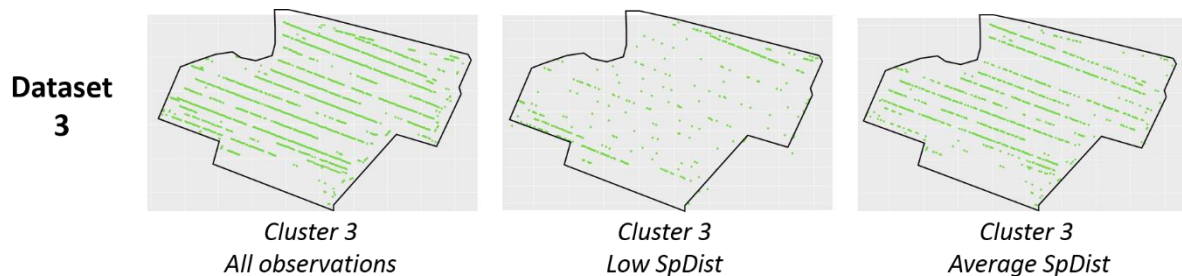 Dataset
3
Cluster 3
All observations
Cluster 3
Low SpDist
Cluster 3
Average SpDist